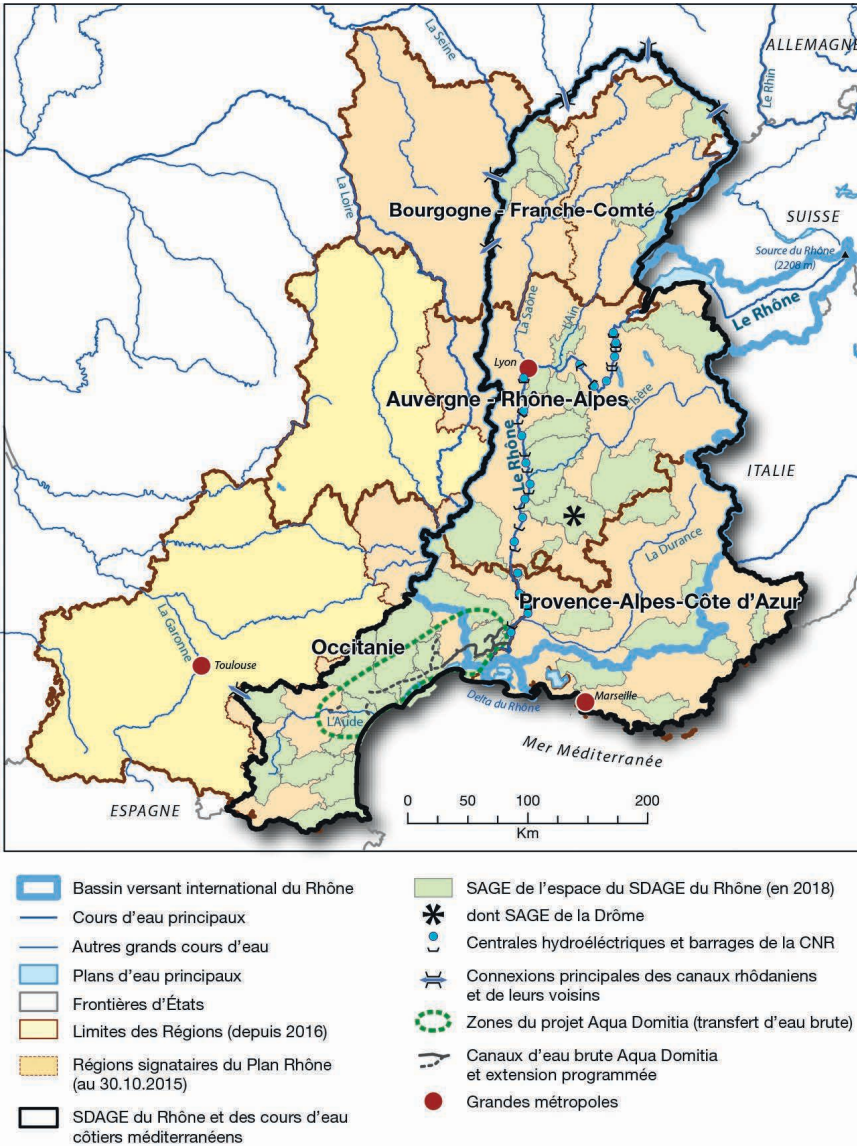 La Seine
ALLEMAGNE
Le Rhin
La Loire
Bourgogne - Franche-Comté
SUISSE
Source du Rhône
(2208 m)
Le Rhône
La Saône
L'Ain
Lyon
Auvergne - Rhône-Alpes
L'Isère
Le Rhône
ITALIE
La Durance
Provence-Alpes-Côte d'Azur
La Garonne
Occitanie
Toulouse
L'Aude
Delta du Rhône
Marseille
Mer Méditerranée
ESPAGNE
0 50 100 200
Km
Bassin versant international du Rhône
Cours d'eau principaux
Autres grands cours d'eau
Plans d'eau principaux
Frontières d'États
Limites des Régions (depuis 2016)
Régions signataires du Plan Rhône
(au 30.10.2015)
SDAGE du Rhône et des cours d'eau
côtiers méditerranéens
SAGE de l'espace du SDAGE du Rhône (en 2018)
dont SAGE de la Drôme
Centrales hydroéléctriques et barrages de la CNR
Connexions principales des canaux rhôdaniens
et de leurs voisins
Zones du projet Aqua Domitia (transfert d'eau brute)
Canaux d'eau brute Aqua Domitia
et extension programmée
Grandes métropoles